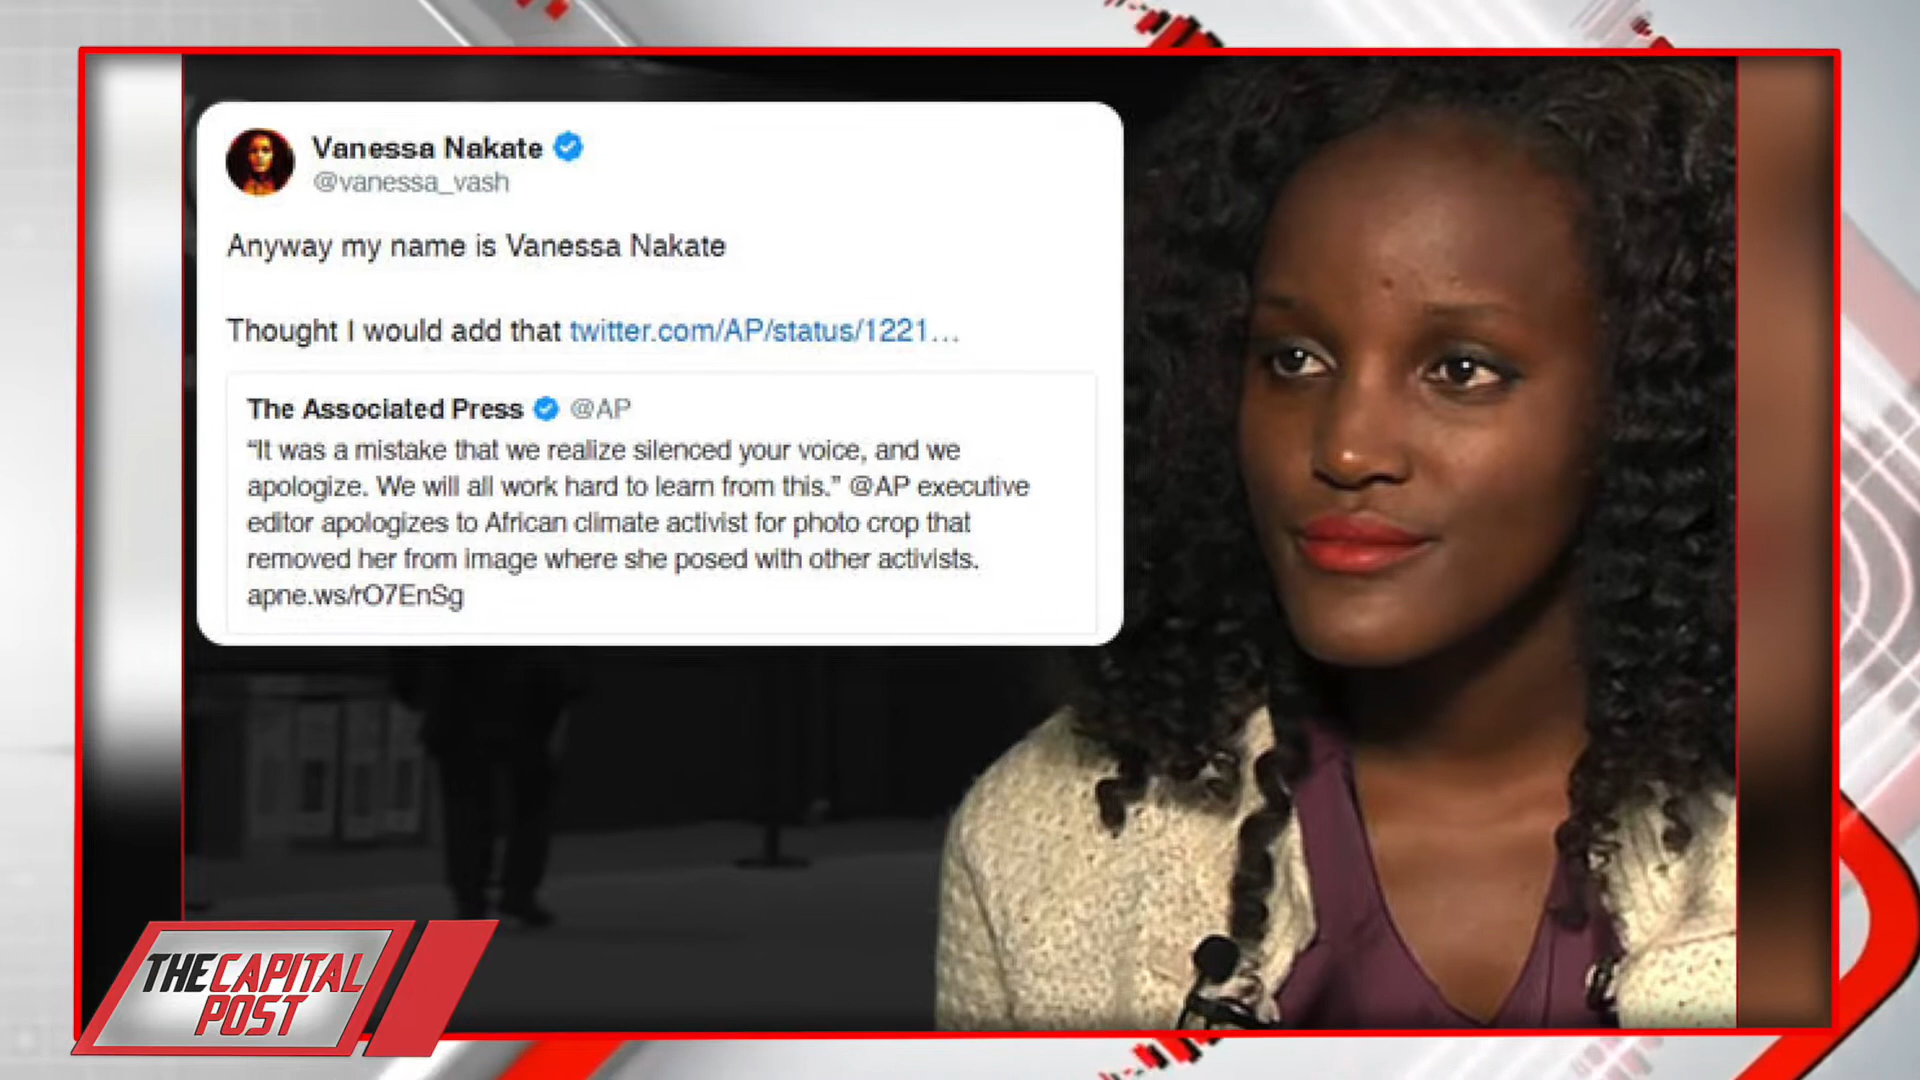 Vanessa Nakate
@vanessa_vash
Anyway my name is Vanessa Nakate
Thought I would add that twitter.com/AP/status/1221…
The Associated Press @AP
“It was a mistake that we realize silenced your voice, and we
apologize. We will all work hard to learn from this.” @AP executive
editor apologizes to African climate activist for photo crop that
removed her from image where she posed with other activists.
apne.ws/rO7EnSg
THECAPITAL
POST